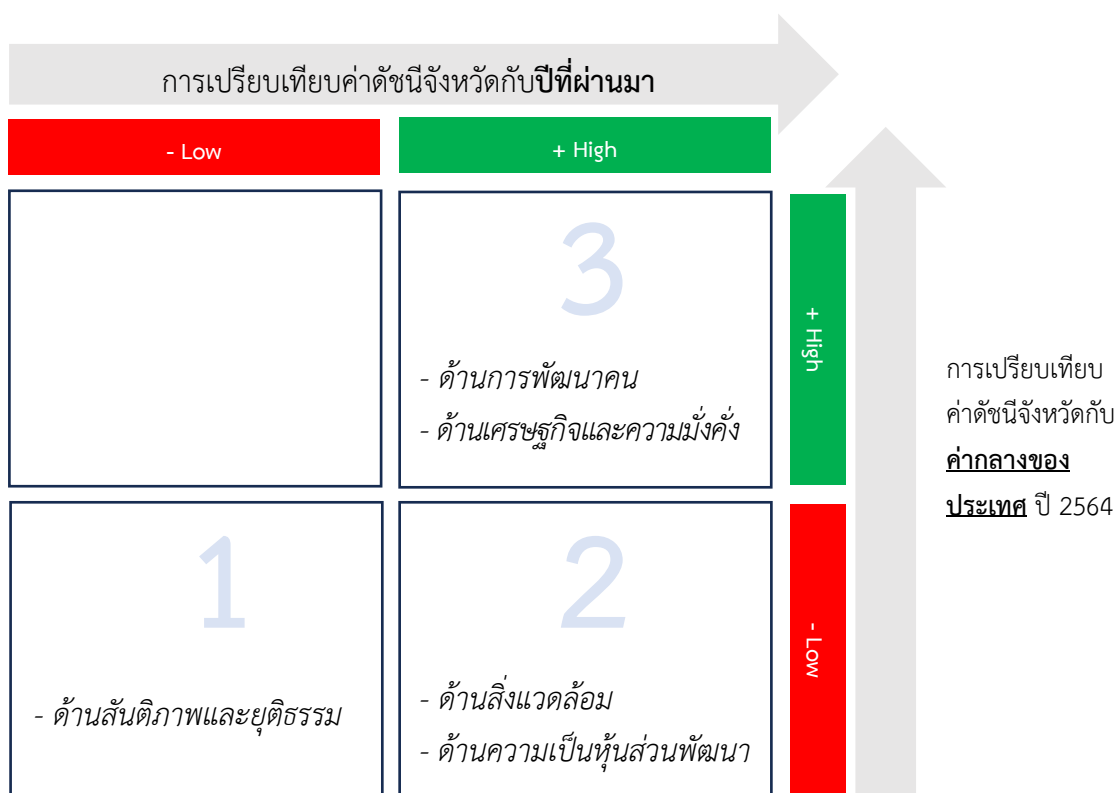 การเปรียบเทียบค่าดัชนีจังหวัดกับปีที่ผ่านมา
- Low
+ High
3
- ด้านการพัฒนาคน
- ด้านเศรษฐกิจและความมั่งคั่ง
+ High
การเปรียบเทียบ
ค่าดัชนีจังหวัดกับ
ค่ากลางของ
ประเทศ ปี 2564
1
- ด้านสันติภาพและยุติธรรม
2
- ด้านสิ่งแวดล้อม
- ด้านความเป็นหุ้นส่วนพัฒนา
- Low